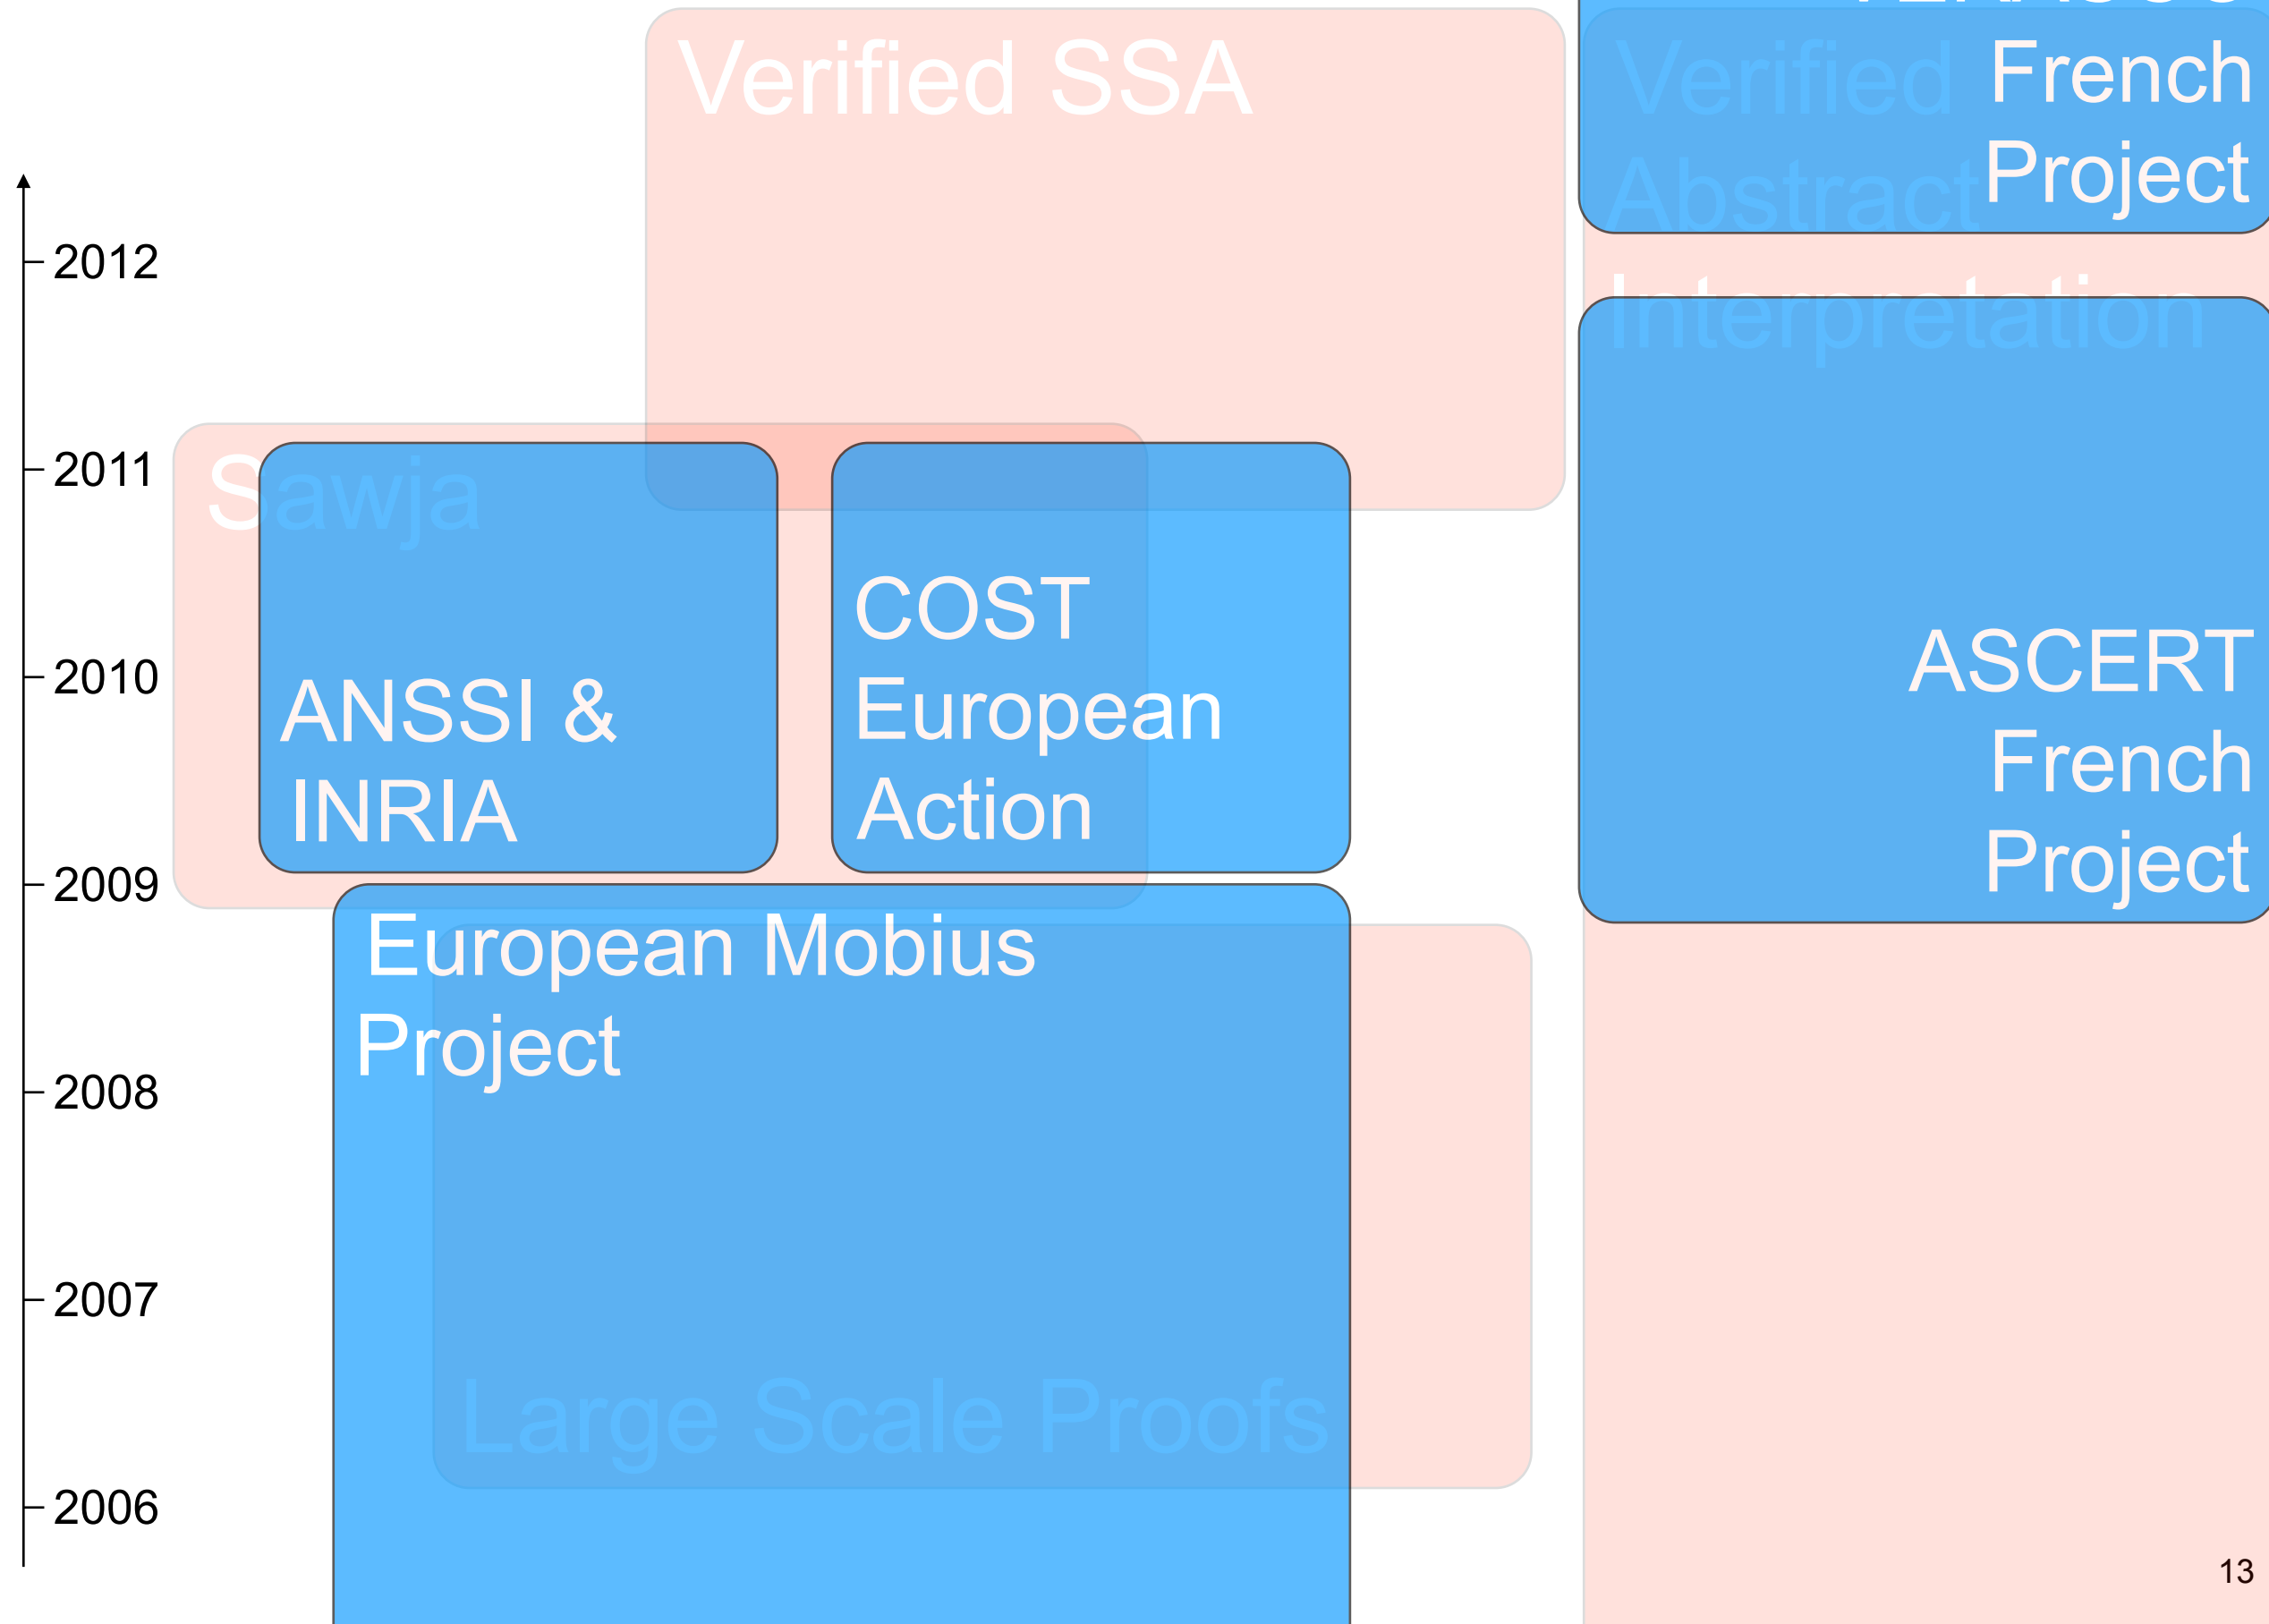 Verified SSA
Verified
Abstract
Interpretation
French
Project
2012
2011
2010
2009
2008
2007
2006
Sawja
ANSSI &
INRIA
COST
European
Action
ASCERT
French
Project
European Mobius
Project
Large Scale Proofs
13